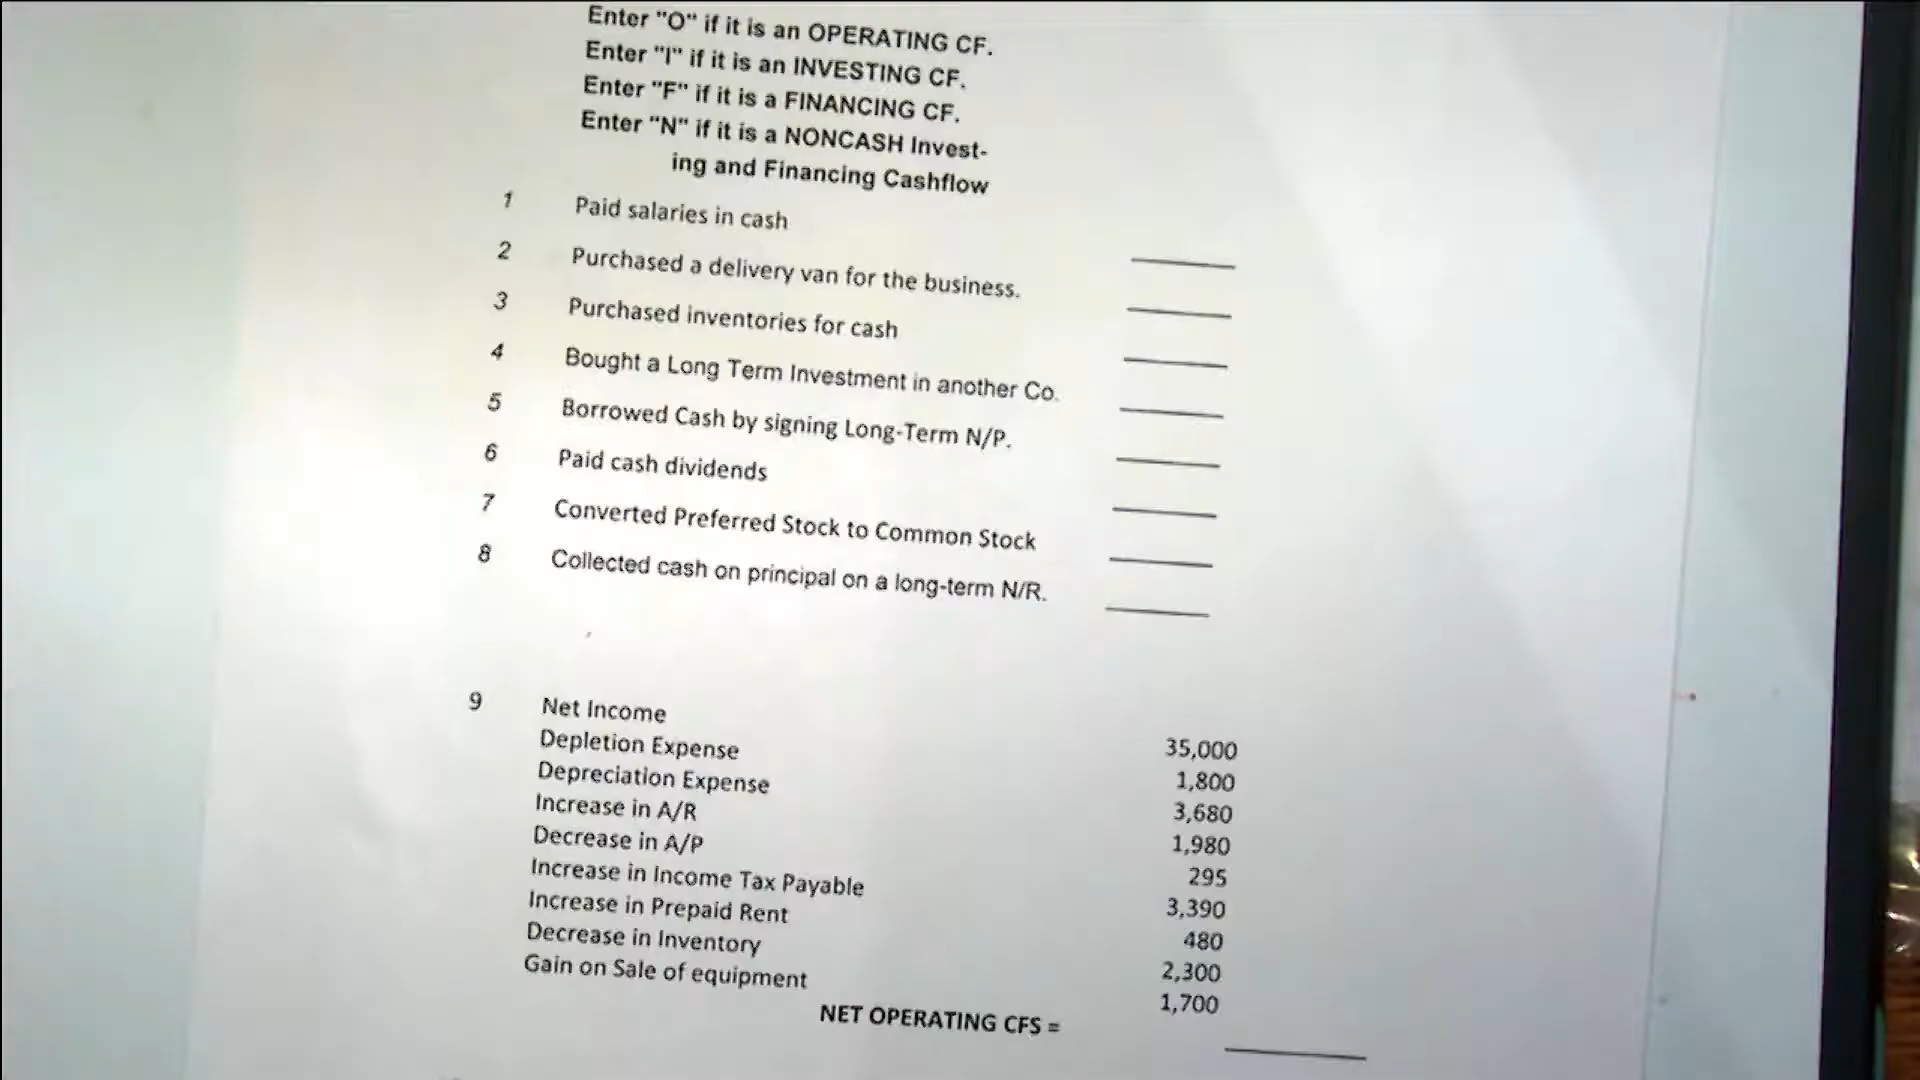 Enter "O" if it is an OPERATING CF.
Enter "I" if it is an INVESTING CF.
Enter "F" if it is a FINANCING CF.
Enter "N" if it is a NONCASH Invest-
ing and Financing Cashflow
1 Paid salaries in cash
2 Purchased a delivery van for the business.
3 Purchased inventories for cash
4 Bought a Long Term Investment in another Co.
5 Borrowed Cash by signing Long-Term N/P.
6 Paid cash dividends
7 Converted Preferred Stock to Common Stock
8 Collected cash on principal on a long-term N/R.
9 Net Income 35,000
Depletion Expense 1,800
Depreciation Expense 3,680
Increase in A/R 1,980
Decrease in A/P 295
Increase in Income Tax Payable 3,390
Increase in Prepaid Rent 480
Decrease in Inventory 2,300
Gain on Sale of equipment 1,700
NET OPERATING CFS =